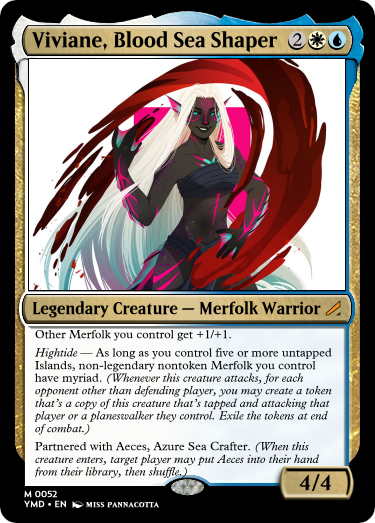 Viviane, Blood Sea Shaper 2
Legendary Creature — Merfolk Warrior
Other Merfolk you control get +1/+1.
Hightide — As long as you control five or more untapped
Islands, non-legendary nontoken Merfolk you control
have myriad. (Whenever this creature attacks, for each
opponent other than defending player, you may create a token
that's a copy of this creature that's tapped and attacking that
player or a planeswalker they control. Exile the tokens at end
of combat.)
Partnered with Aeces, Azure Sea Crafter. (When this
creature enters, target player may put Aeces into their hand
from their library, then shuffle.)
4/4
M 0052
YMD • EN MISS PANNACOTTA